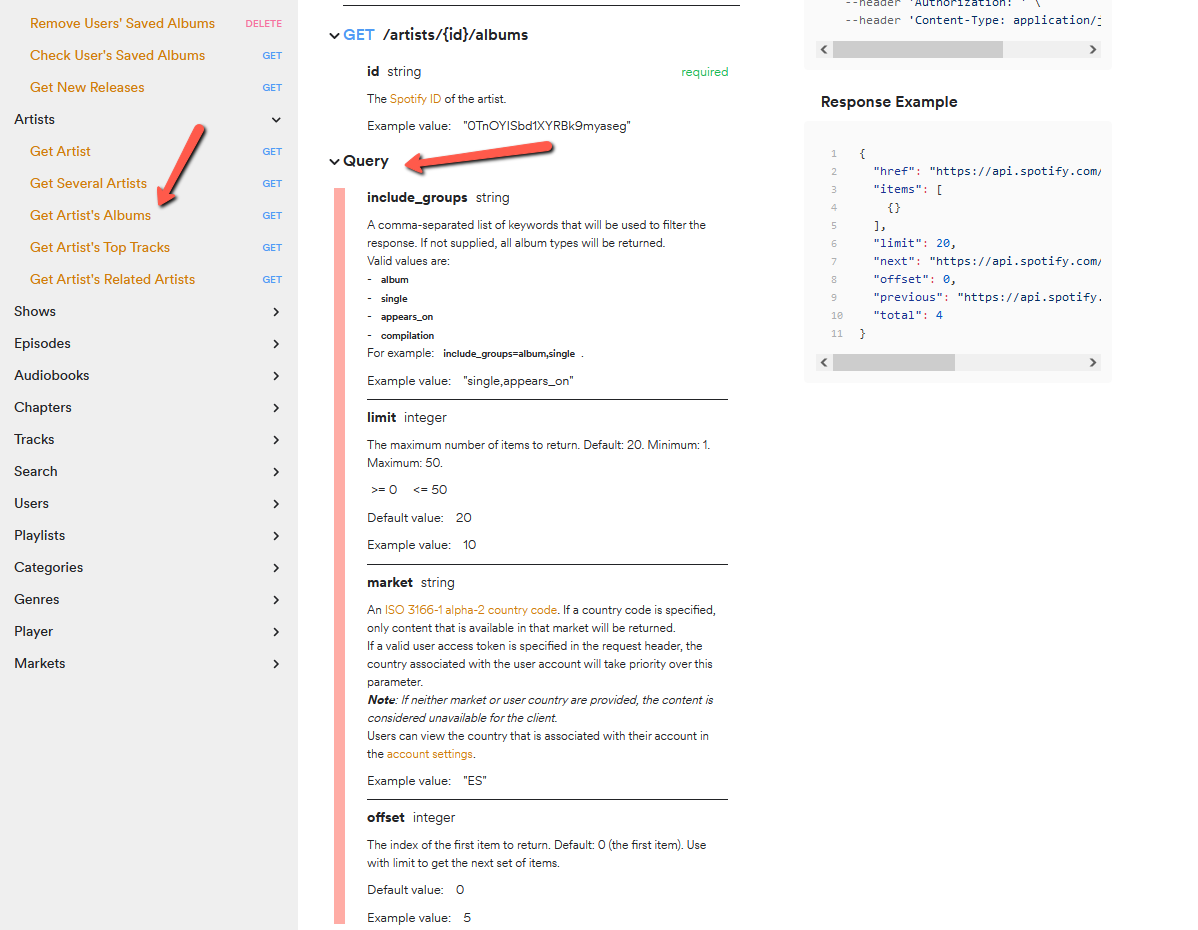 Remove Users' Saved Albums DELETE
Check User's Saved Albums GET
Get New Releases GET
Artists
Get Artist GET
Get Several Artists GET
Get Artist's Albums GET
Get Artist's Top Tracks GET
Get Artist's Related Artists GET
Shows
Episodes
Audiobooks
Chapters
Tracks
Search
Users
Playlists
Categories
Genres
Player
Markets
GET /artists/{id}/albums
id string required
The Spotify ID of the artist.
Example value: "0TnOYISbd1XYRBk9myaseg"
Query
include_groups string
A comma-separated list of keywords that will be used to filter the
response. If not supplied, all album types will be returned.
Valid values are:
- album
- single
- appears_on
- compilation
For example: include_groups=album,single .
Example value: "single,appears_on"
limit integer
The maximum number of items to return. Default: 20. Minimum: 1.
Maximum: 50.
>= 0 <= 50
Default value: 20
Example value: 10
market string
An ISO 3166-1 alpha-2 country code. If a country code is specified,
only content that is available in that market will be returned.
If a valid user access token is specified in the request header, the
country associated with the user account will take priority over this
parameter.
Note: If neither market or user country are provided, the content is
considered unavailable for the client.
Users can view the country that is associated with their account in
the account settings.
Example value: "ES"
offset integer
The index of the first item to return. Default: 0 (the first item). Use
with limit to get the next set of items.
Default value: 0
Example value: 5
--header 'Authorization: ' \
--header 'Content-Type: application/j
Response Example
1 {
2 "href": "https://api.spotify.com/
3 "items": [
4 {}
5 ],
6 "limit": 20,
7 "next": "https://api.spotify.com/
8 "offset": 0,
9 "previous": "https://api.spotify.
10 "total": 4
11 }